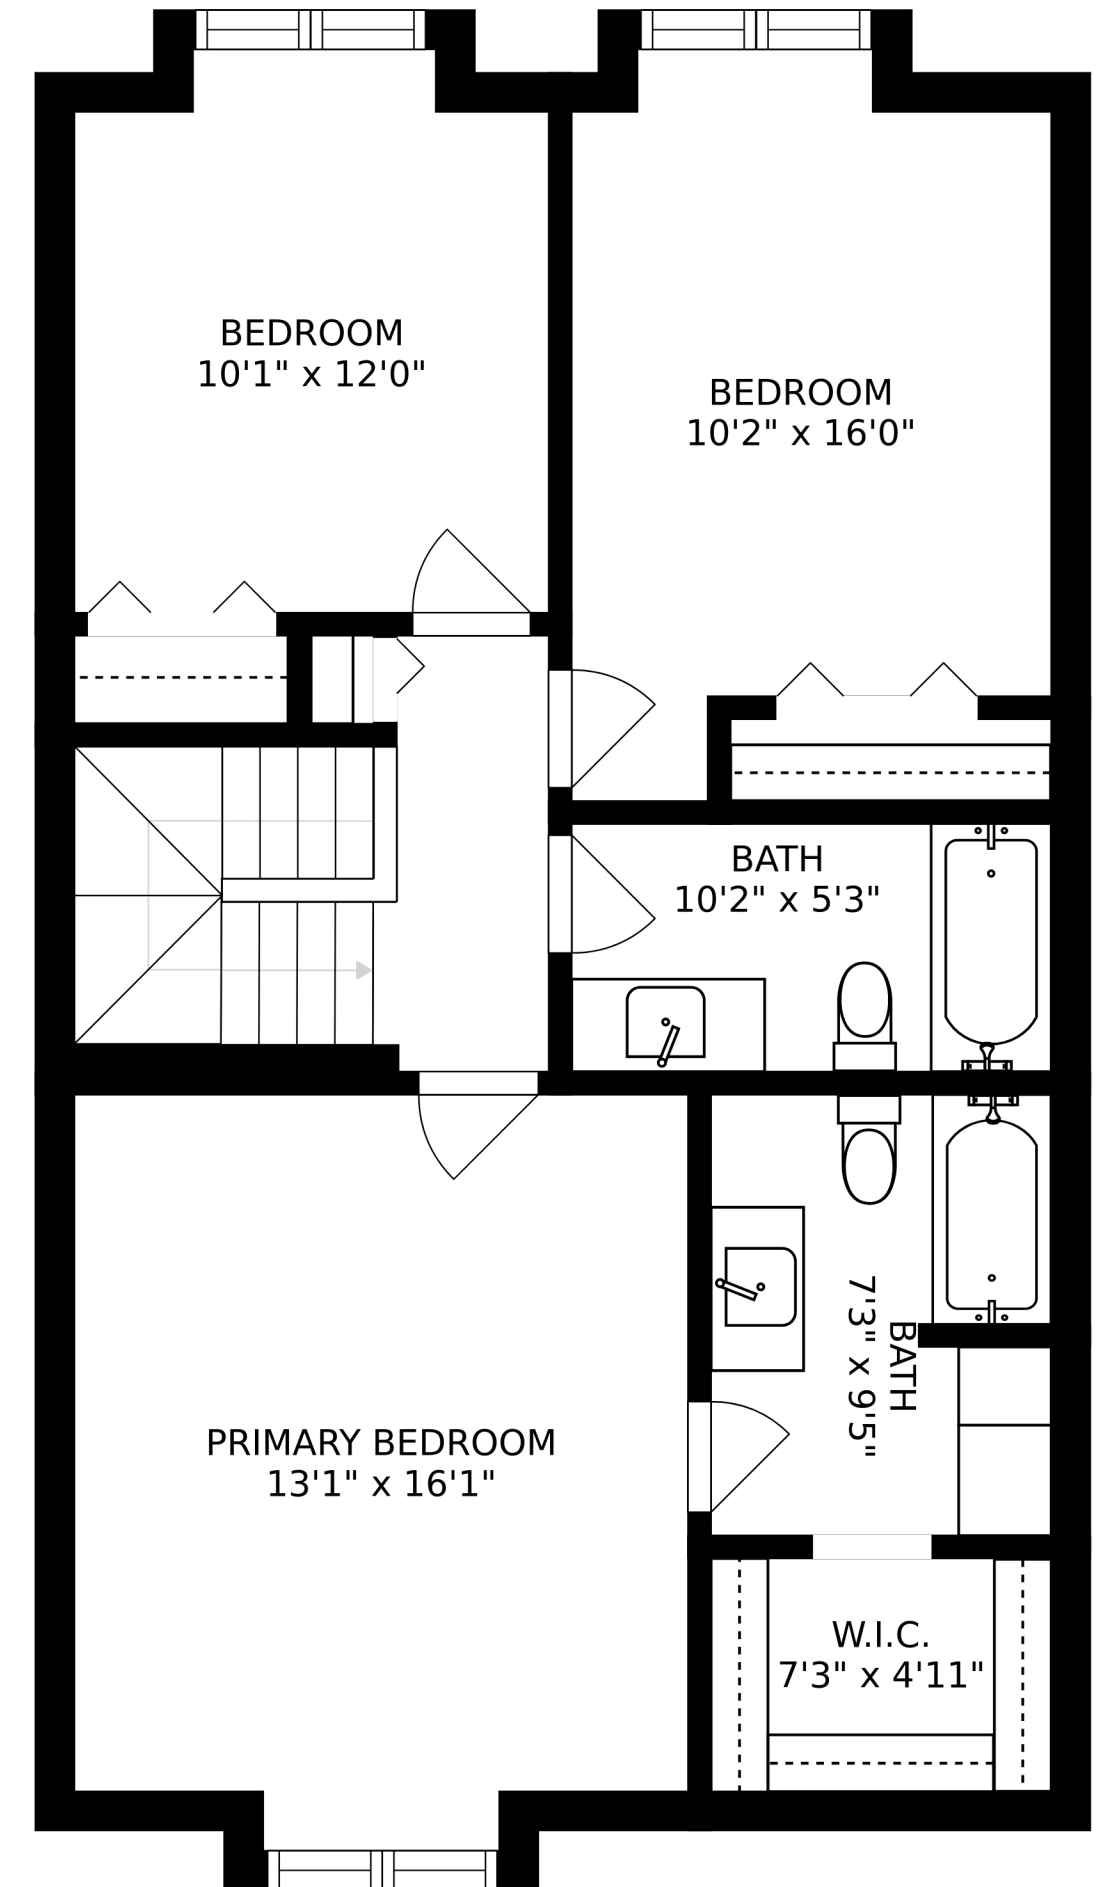 BEDROOM
10'1" x 12'0"
BEDROOM
10'2" x 16'0"
BATH
10'2" x 5'3"
BATH
7'3" x 9'5"
PRIMARY BEDROOM
13'1" x 16'1"
W.I.C.
7'3" x 4'11"